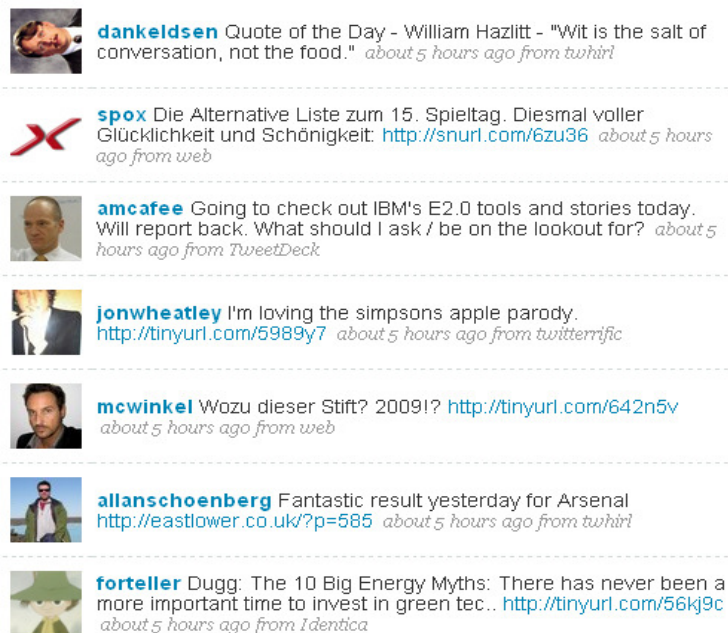 dankeldsen Quote of the Day - William Hazlitt - "Wit is the salt of
conversation, not the food." about 5 hours ago from twhirl
spox Die Alternative Liste zum 15. Spieltag. Diesmal voller
Glücklichkeit und Schönigkeit: http://snurl.com/6zu36 about 5 hours
ago from web
amcafee Going to check out IBM's E2.0 tools and stories today.
Will report back. What should I ask / be on the lookout for? about 5
hours ago from TweetDeck
jonwheatley I'm loving the simpsons apple parody.
http://tinyurl.com/5989y7 about 5 hours ago from twitterrific
mcwinkel Wozu dieser Stift? 2009!? http://tinyurl.com/642n5v
about 5 hours ago from web
allanschoenberg Fantastic result yesterday for Arsenal
http://eastlower.co.uk/?p=585 about 5 hours ago from twhirl
forteller Dugg: The 10 Big Energy Myths: There has never been a
more important time to invest in green tec.. http://tinyurl.com/56kj9c
about 5 hours ago from Identica